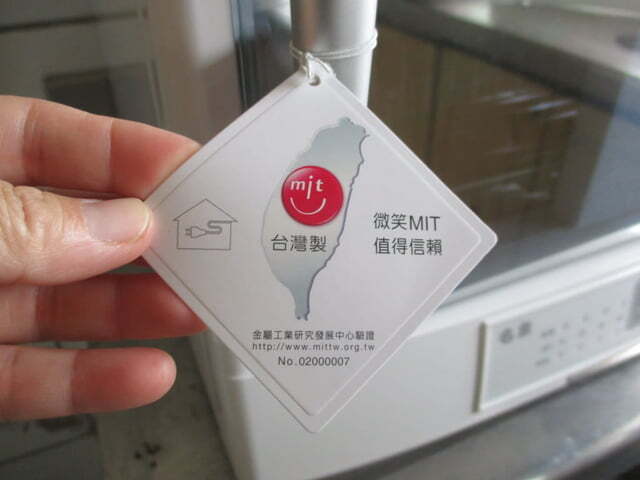 mit
台灣製
微笑MIT
值得信賴
金屬工業研究發展中心驗證
http://www.mittw.org.tw
No.02000007